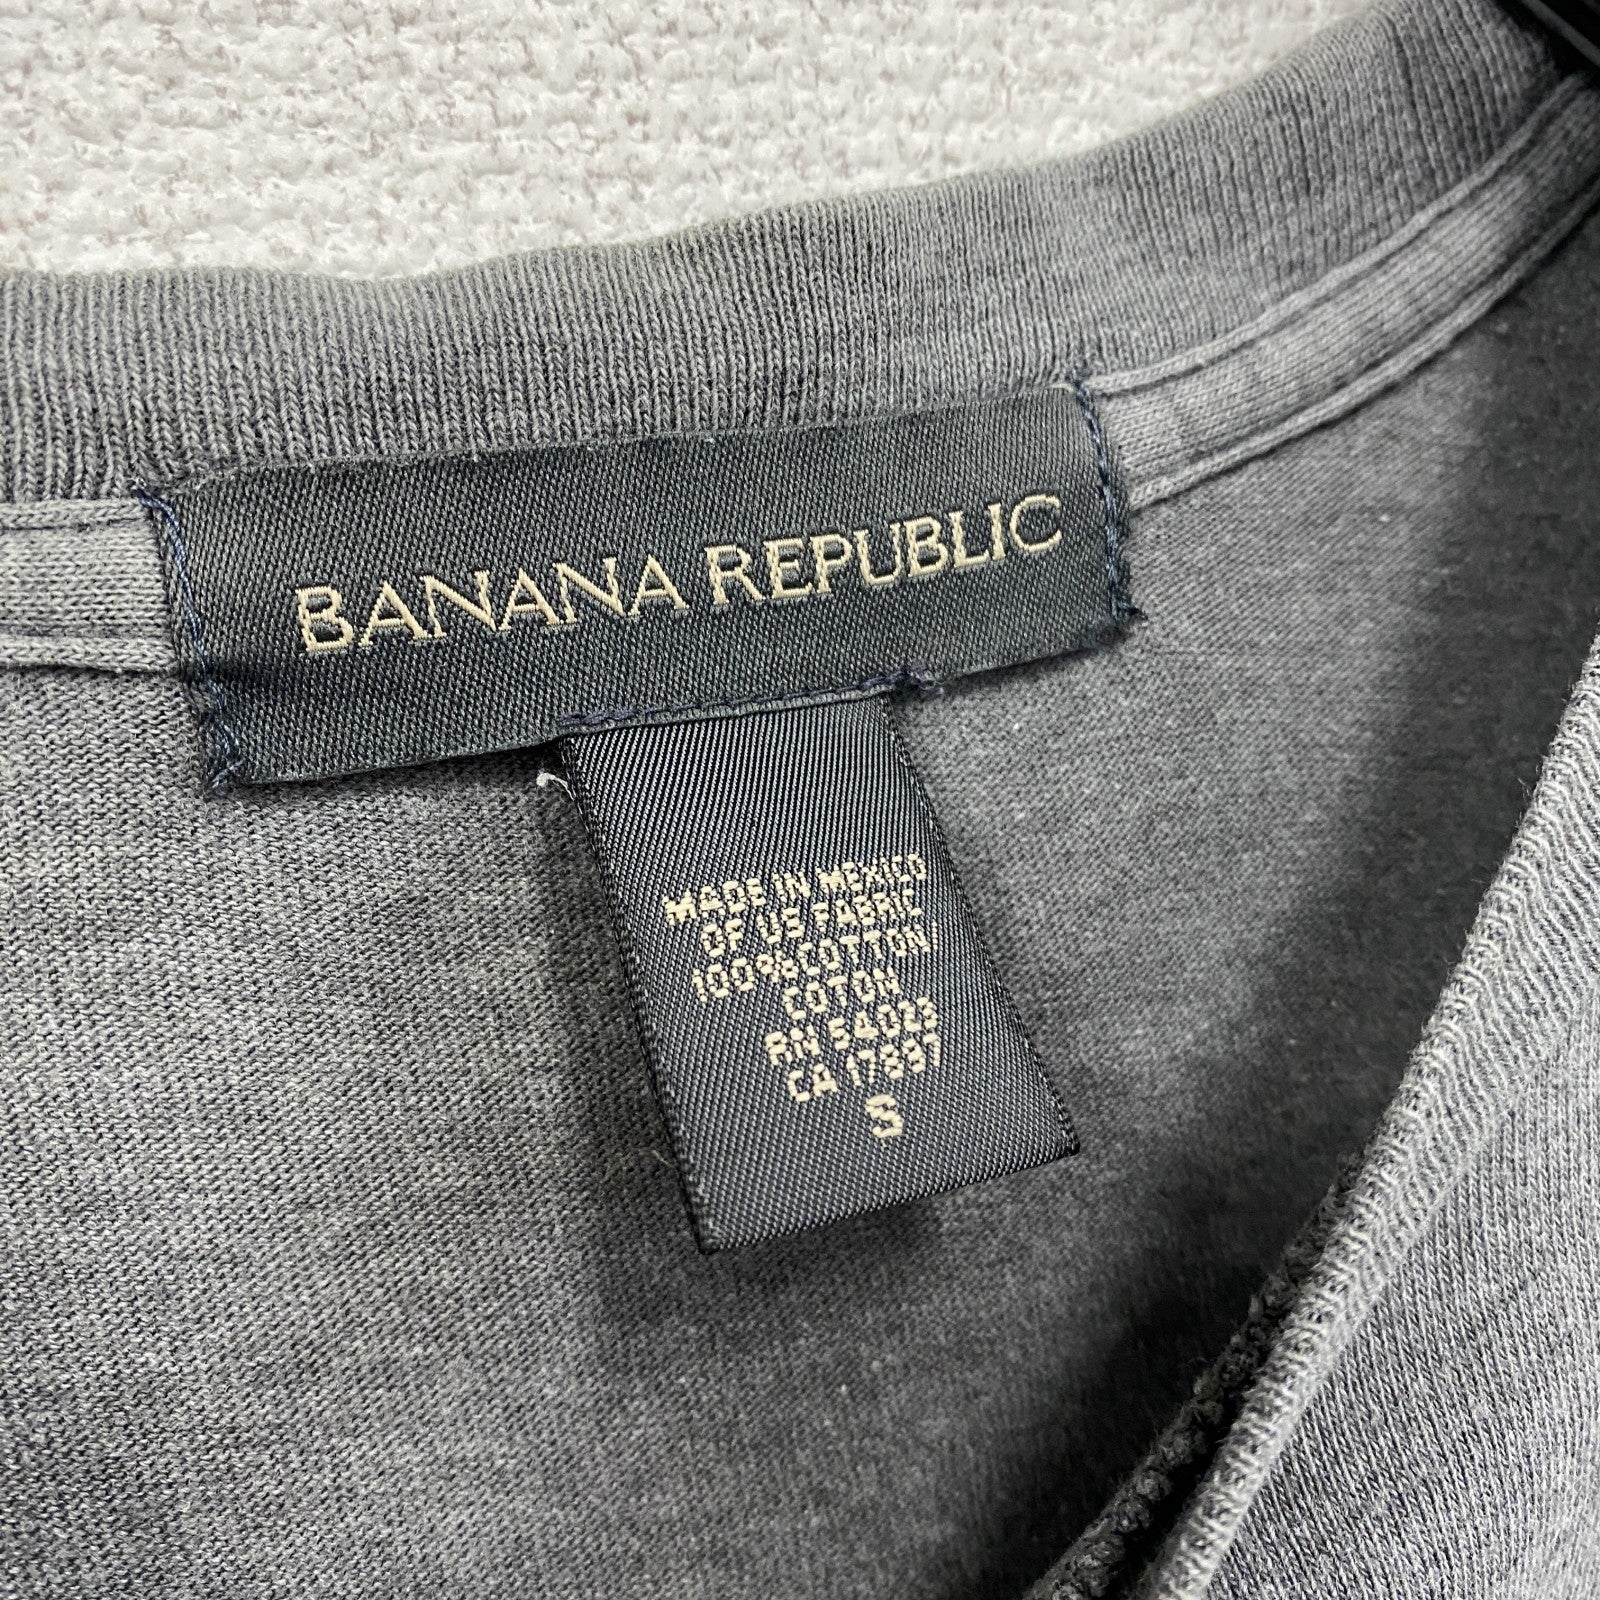 BANANA REPUBLIC
MADE IN MEXICO
OF US FABRIC
100%COTTON/
COTON
RN 54023
CA 17897
S